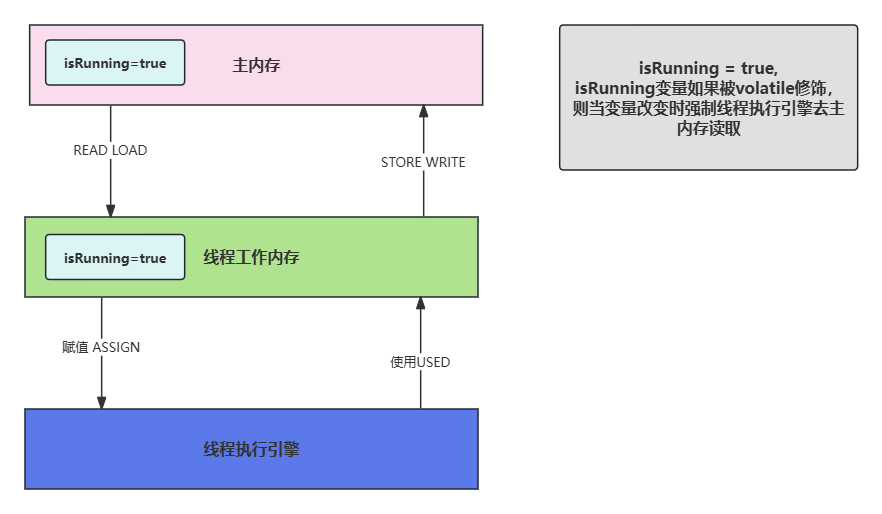 isRunning=true
主内存
isRunning = true,
isRunning变量如果被volatile修饰，
则当变量改变时强制线程执行引擎去主
内存读取
READ LOAD
STORE WRITE
isRunning=true
线程工作内存
赋值 ASSIGN
使用USED
线程执行引擎